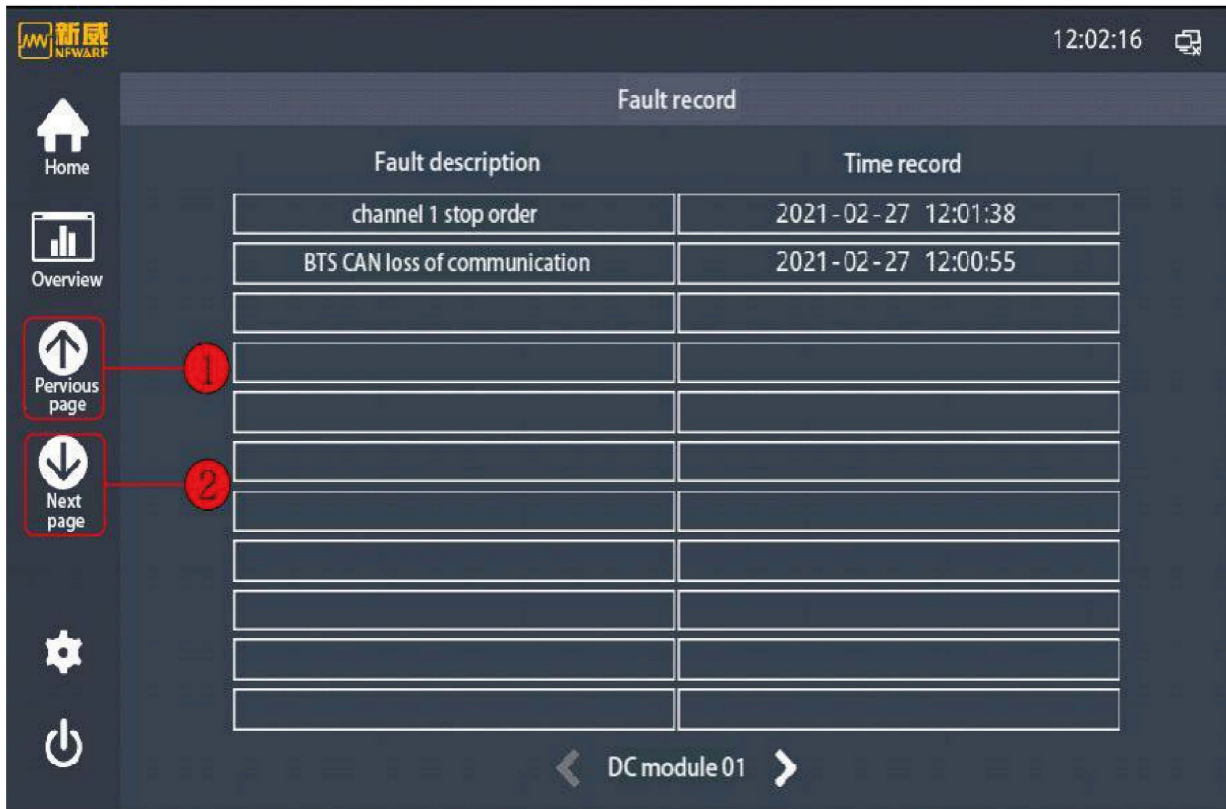 新威
NEWARE
12:02:16
Fault record
Home
Fault description
Time record
channel 1 stop order
2021-02-27 12:01:38
Overview
BTS CAN loss of communication
2021-02-27 12:00:55
Pervious
page
1
Next
page
2
DC module 01